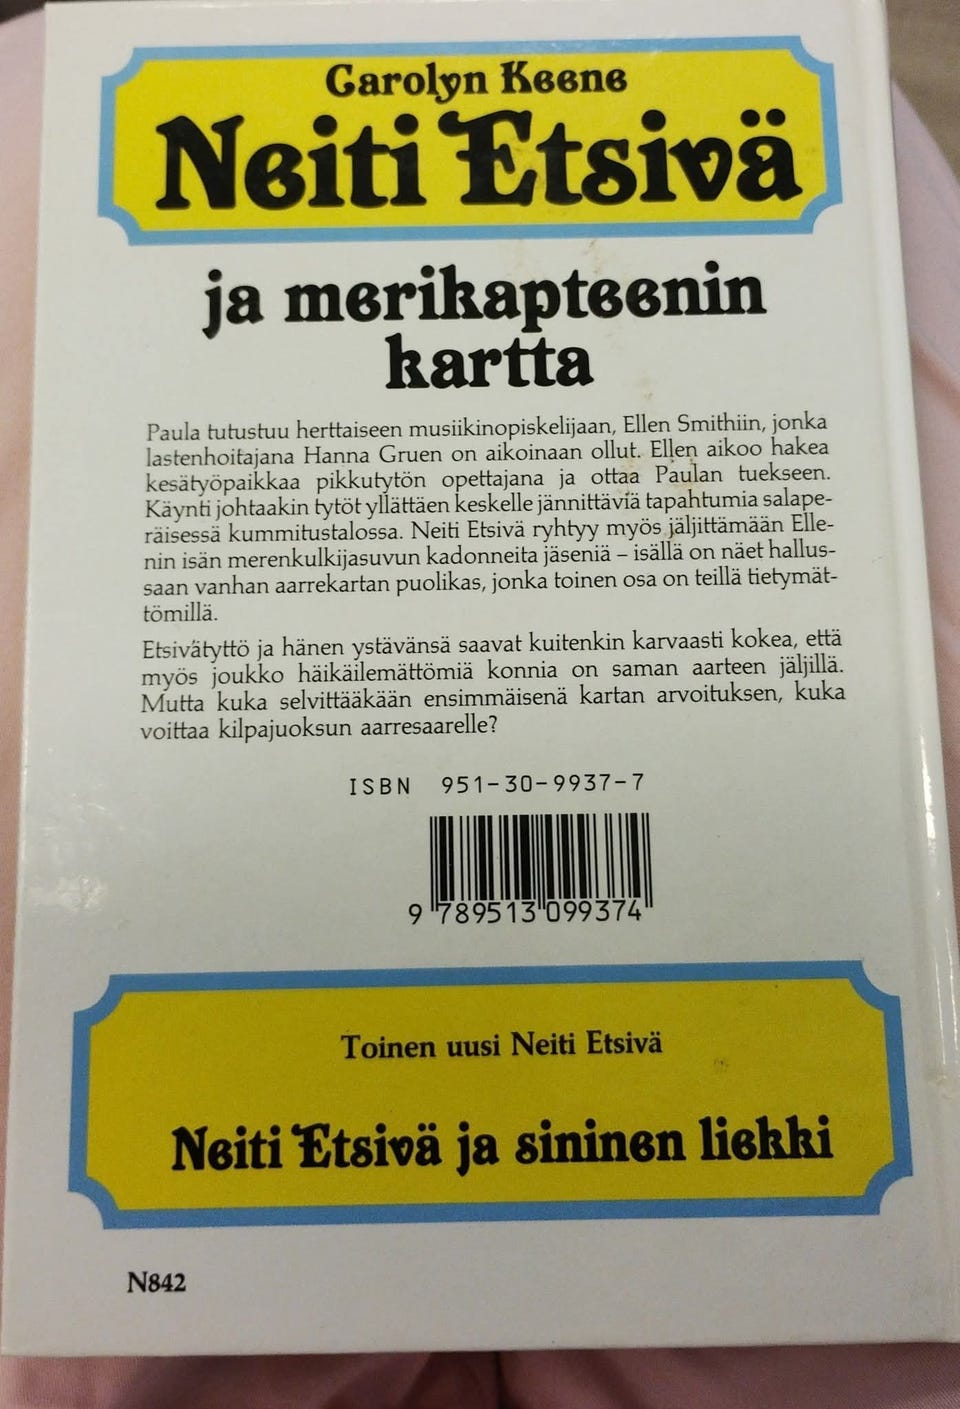 Carolyn Keene
Neiti Etsivä
ja merikapteenin
kartta
Paula tutustuu herttaiseen musiikinopiskelijaan, Ellen Smithiin, jonka
lastenhoitajana Hanna Gruen on aikoinaan ollut. Ellen aikoo hakea
kesätyöpaikkaa pikkutytön opettajana ja ottaa Paulan tuekseen.
Käynti johtaakin tytöt yllättäen keskelle jännittäviä tapahtumia salape-
räisessä kummitustalossa. Neiti Etsivä ryhtyy myös jäljittämään Elle-
nin isän merenkulkijasuvun kadonneita jäseniä – isällä on näet hallus-
saan vanhan aarrekartan puolikas, jonka toinen osa on teillä tietymät-
tömillä.
Etsivätyttö ja hänen ystävänsä saavat kuitenkin karvaasti kokea, että
myös joukko häikäilemättömiä konnia on saman aarteen jäljillä.
Mutta kuka selvittääkään ensimmäisenä kartan arvoituksen, kuka
voittaa kilpajuoksun aarresaarelle?
ISBN 951-30-9937-7
9 789513 099374
Toinen uusi Neiti Etsivä
Neiti Etsivä ja sininen liekki
N842